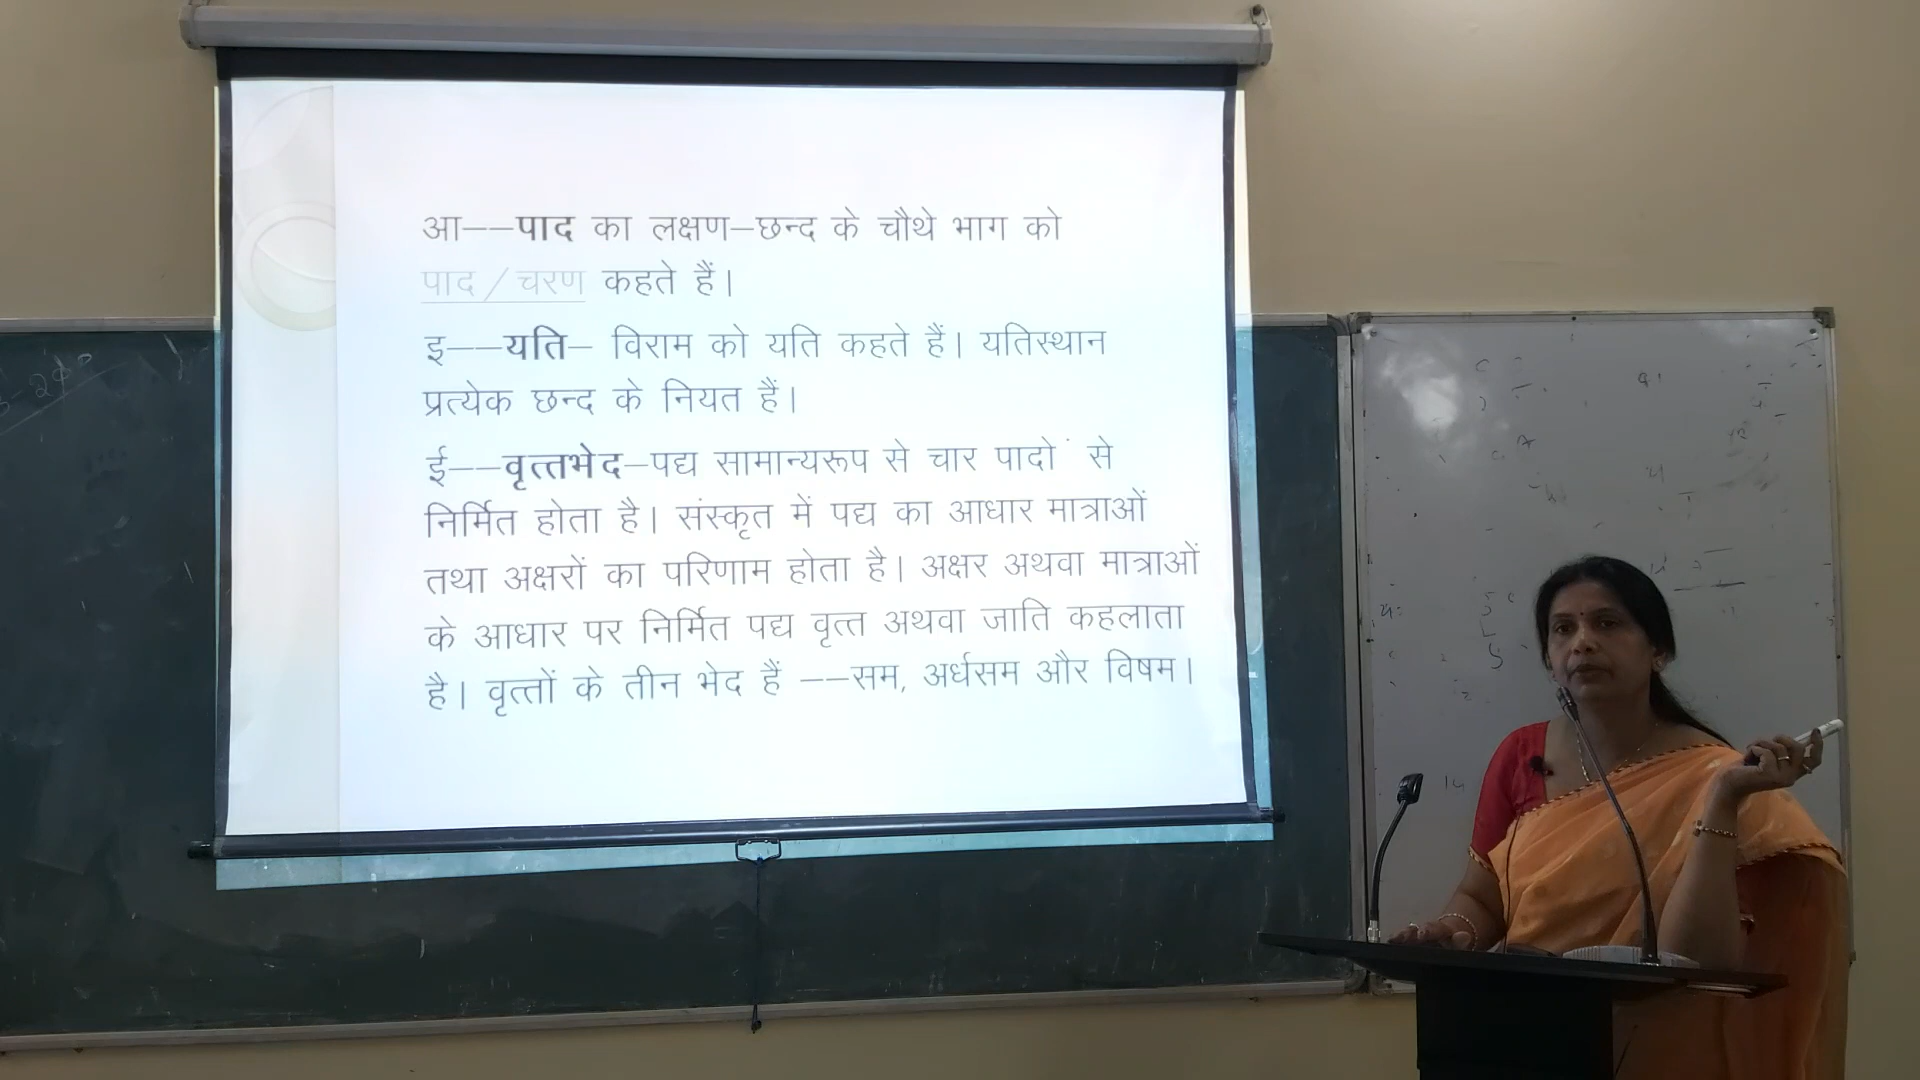 आ––पाद का लक्षण–छन्द के चौथे भाग को
पाद/चरण कहते हैं।
इ––यति– विराम को यति कहते हैं। यतिस्थान
प्रत्येक छन्द के नियत हैं।
ई––वृत्तभेद–पद्य सामान्यरूप से चार पादों से
निर्मित होता है। संस्कृत में पद्य का आधार मात्राओं
तथा अक्षरों का परिणाम होता है। अक्षर अथवा मात्राओं
के आधार पर निर्मित पद्य वृत्त अथवा जाति कहलाता
है। वृत्तों के तीन भेद हैं ––सम, अर्धसम और विषम।